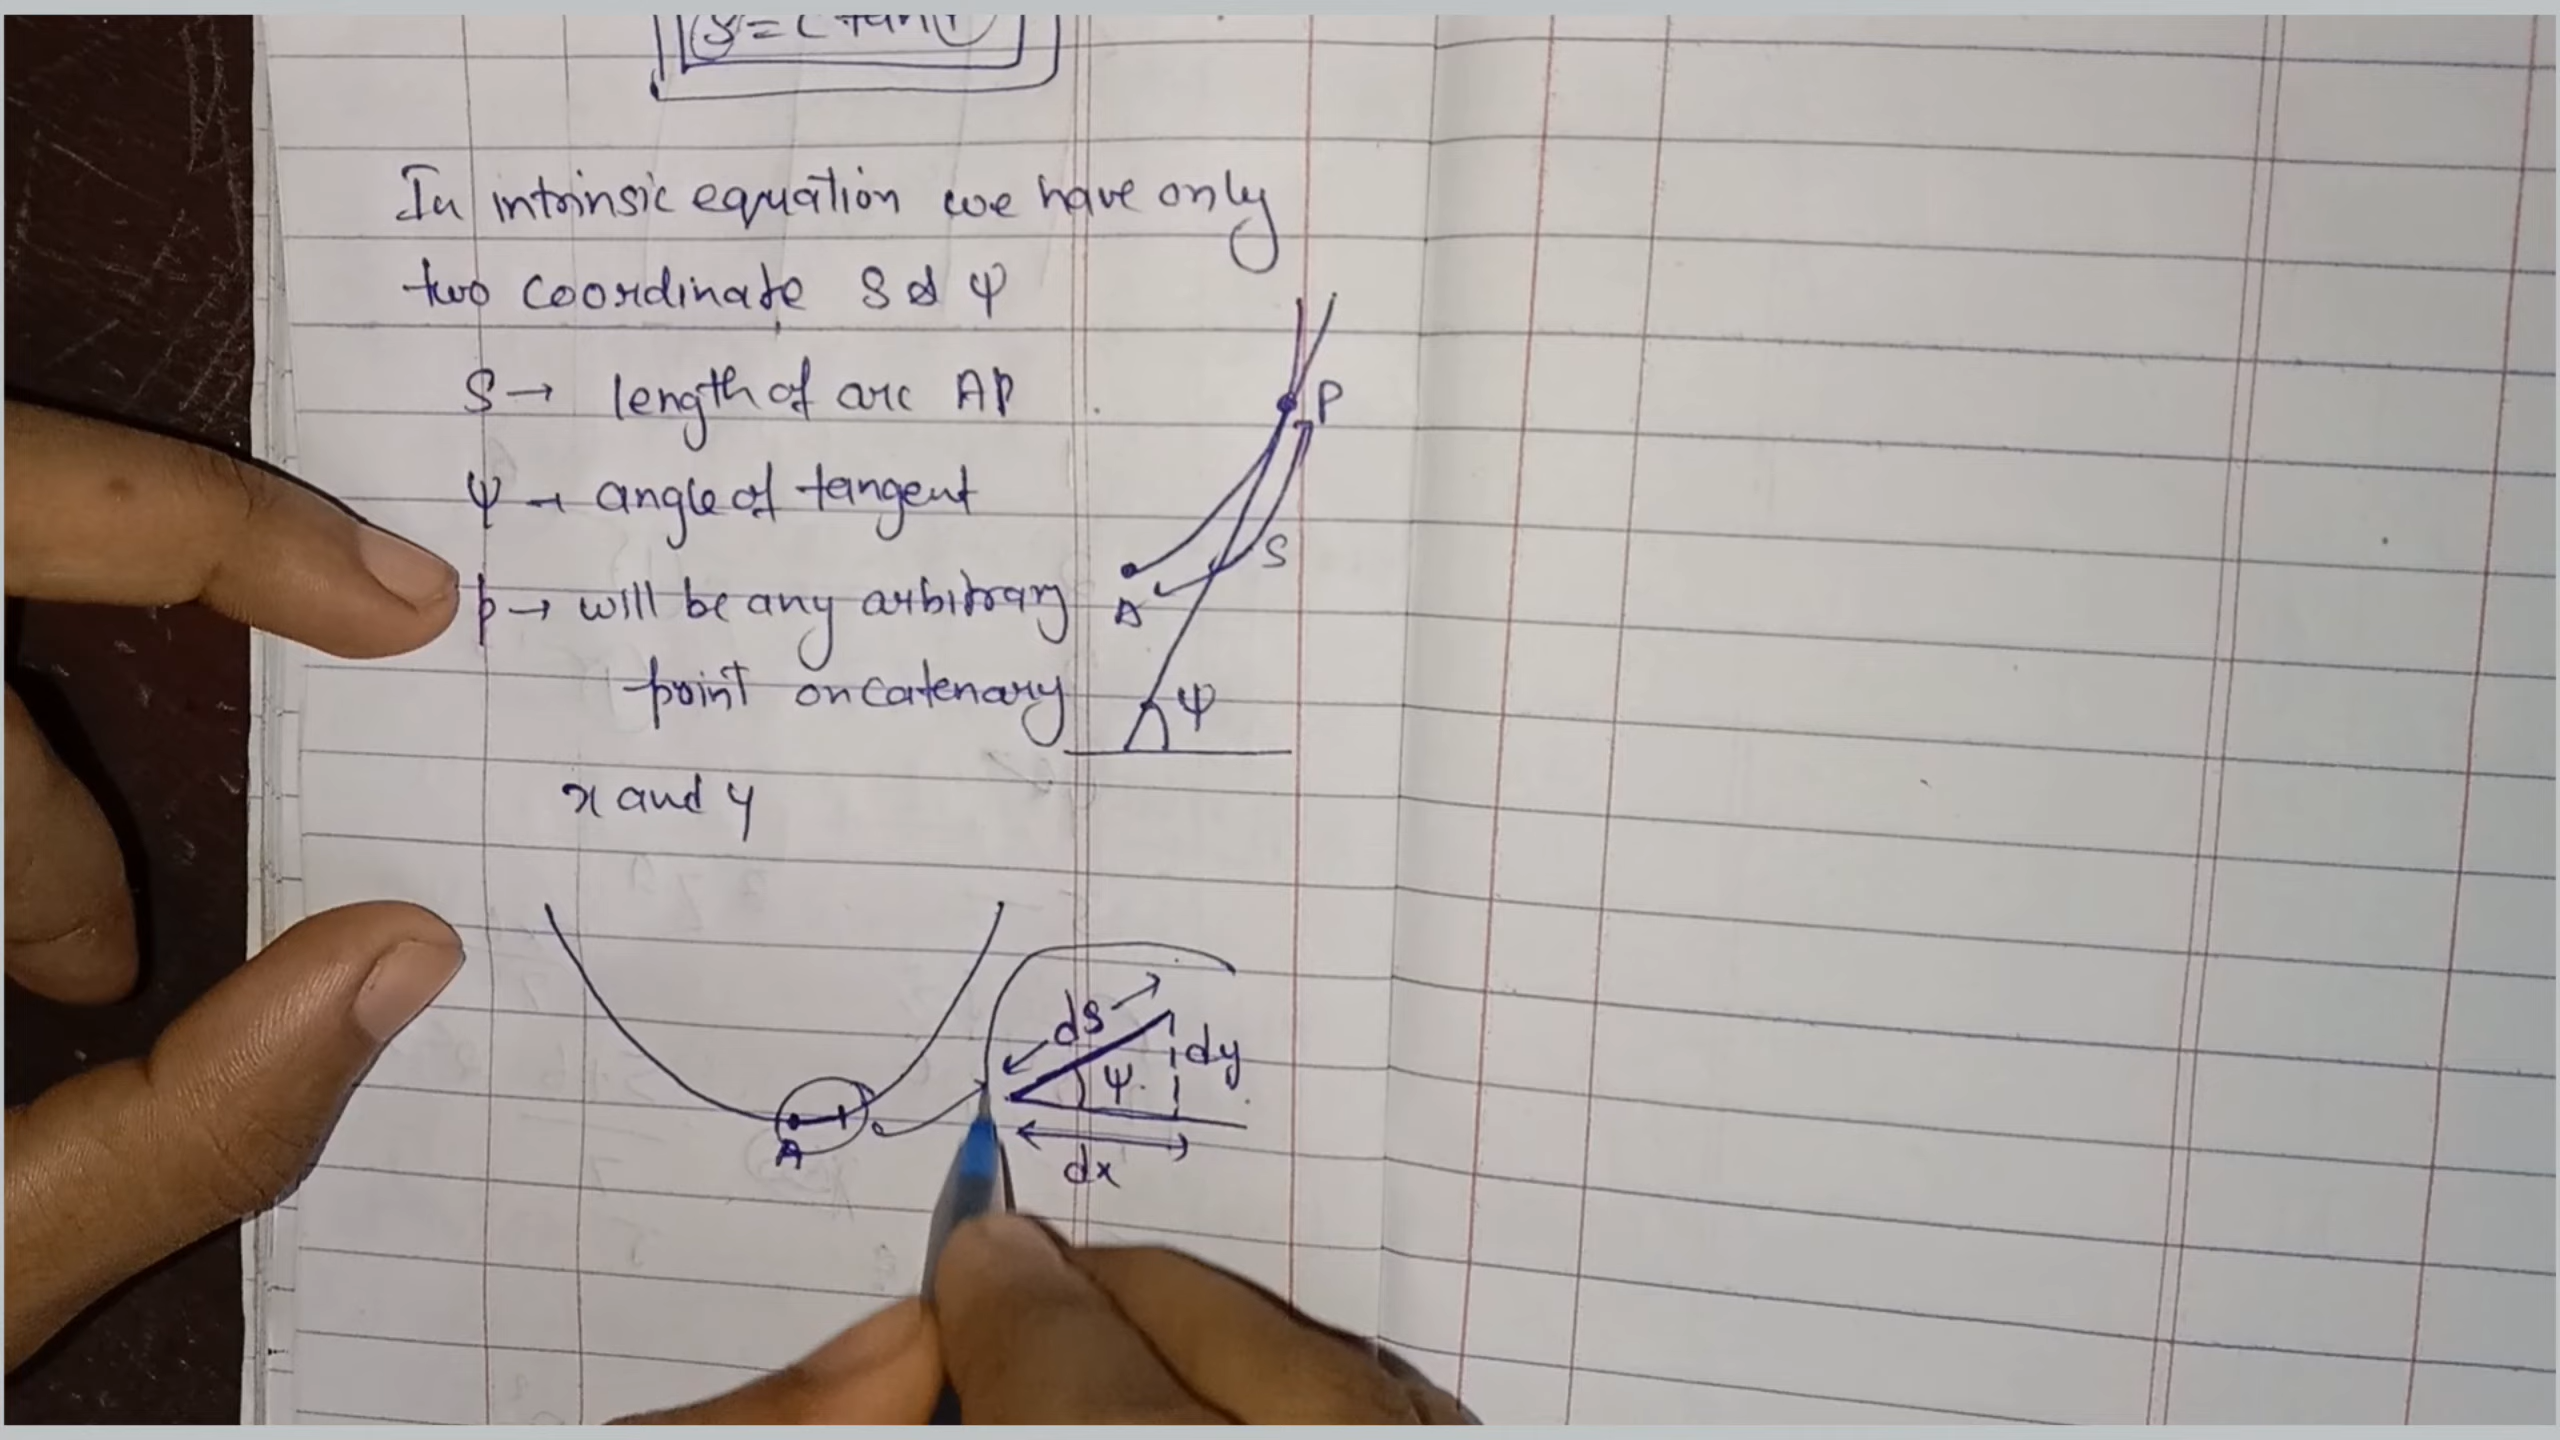 S = C tan ψ
In intrinsic equation we have only
two coordinate S & ψ
S → length of arc AP
ψ → angle of tangent
p → will be any arbitrary
point on catenary
P
S
A
ψ
x and y
ds
dy
ψ
A
dx